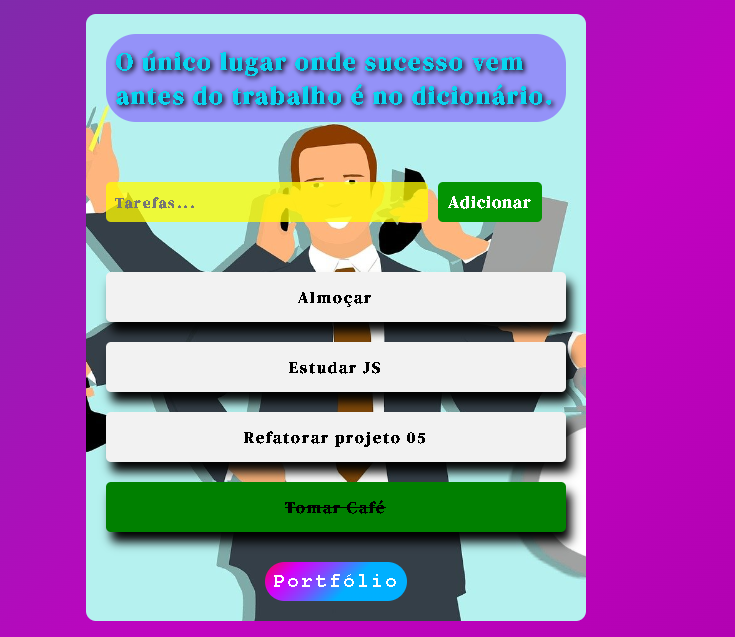 O único lugar onde sucesso vem
antes do trabalho é no dicionário.
Tarefas...
Adicionar
Almoçar
Estudar JS
Refatorar projeto 05
Tomar Café
Portfólio